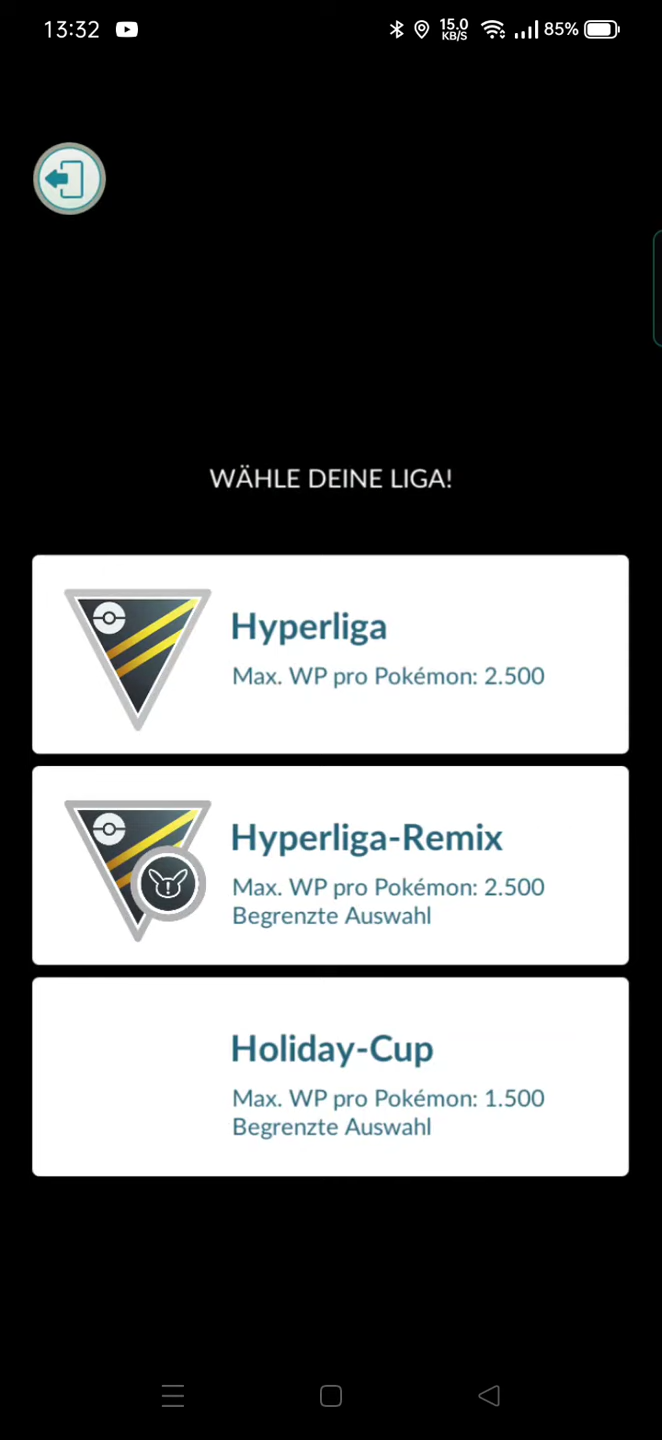 13:32
15.0
KB/S
85%
WÄHLE DEINE LIGA!
Hyperliga
Max. WP pro Pokémon: 2.500
Hyperliga-Remix
Max. WP pro Pokémon: 2.500
Begrenzte Auswahl
Holiday-Cup
Max. WP pro Pokémon: 1.500
Begrenzte Auswahl